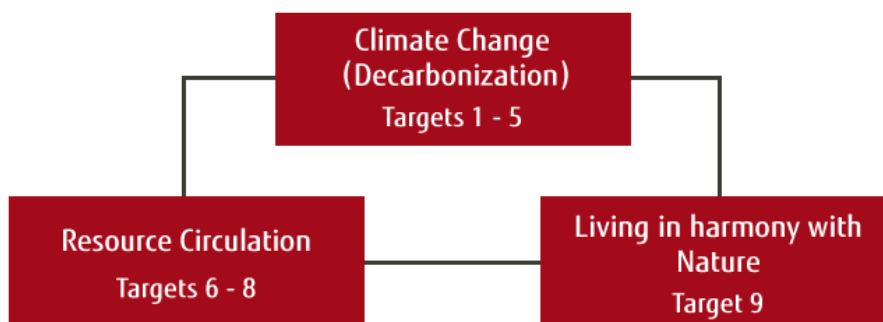 Climate Change
(Decarbonization)
Targets 1 - 5
Resource Circulation
Targets 6 - 8
Living in harmony with
Nature
Target 9